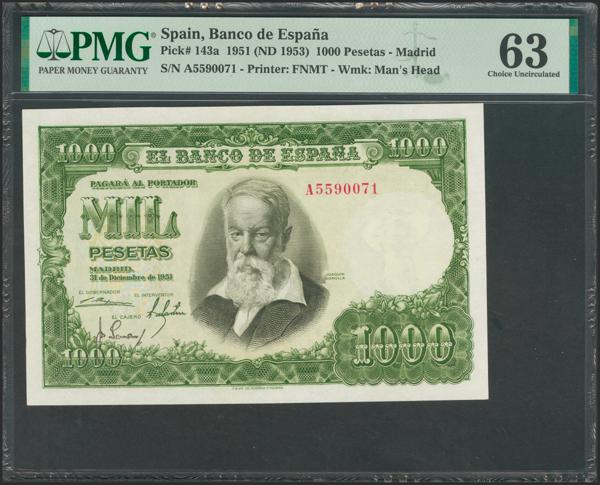 PMG
PAPER MONEY GUARANTY
Spain, Banco de España
Pick# 143a 1951 (ND 1953) 1000 Pesetas - Madrid
S/N A5590071 - Printer: FNMT - Wmk: Man's Head
63
Choice Uncirculated
1000
EL BANCO DE ESPAÑA
1000
PAGARÁ AL PORTADOR
A5590071
MIL
PESETAS
MADRID,
31 de Diciembre de 1951
EL GOBERNADOR
EL INTERVENTOR
EL CAJERO
JOAQUIN
SOROLLA
1000
1000